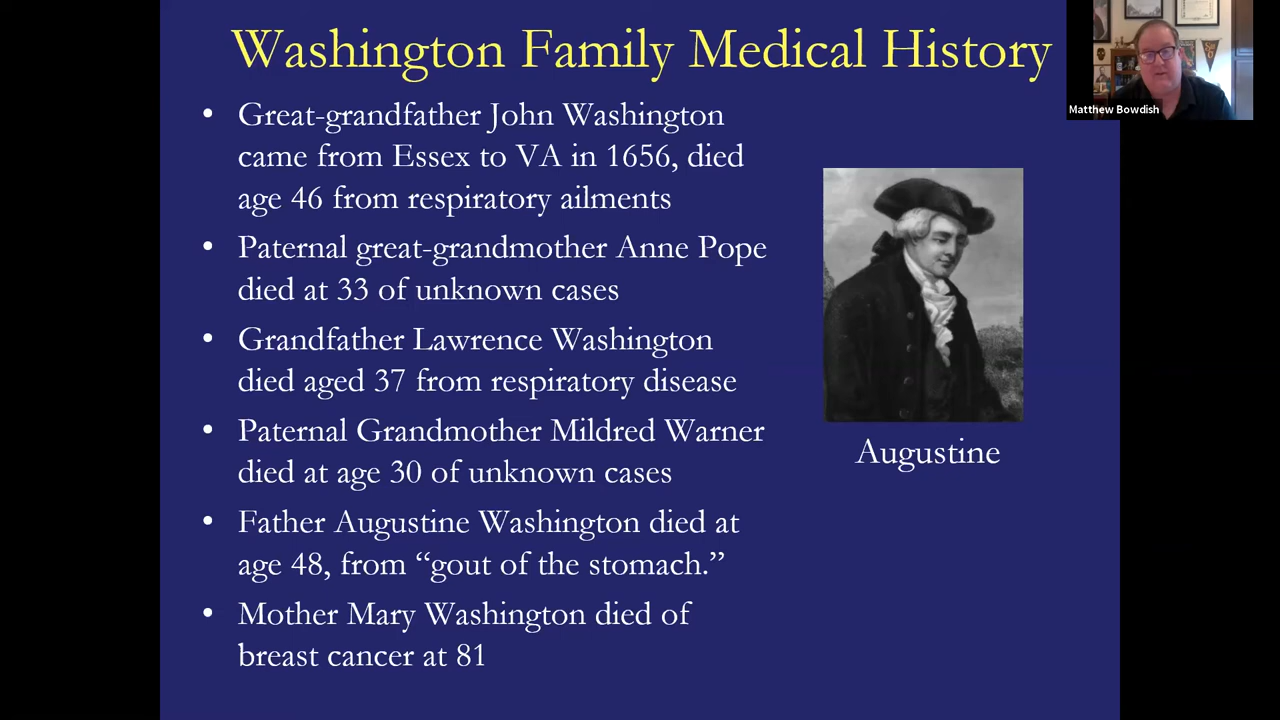 Washington Family Medical History
Matthew Bowdish
• Great-grandfather John Washington
came from Essex to VA in 1656, died
age 46 from respiratory ailments
• Paternal great-grandmother Anne Pope
died at 33 of unknown cases
• Grandfather Lawrence Washington
died aged 37 from respiratory disease
• Paternal Grandmother Mildred Warner
died at age 30 of unknown cases
• Father Augustine Washington died at
age 48, from “gout of the stomach.”
• Mother Mary Washington died of
breast cancer at 81
Augustine